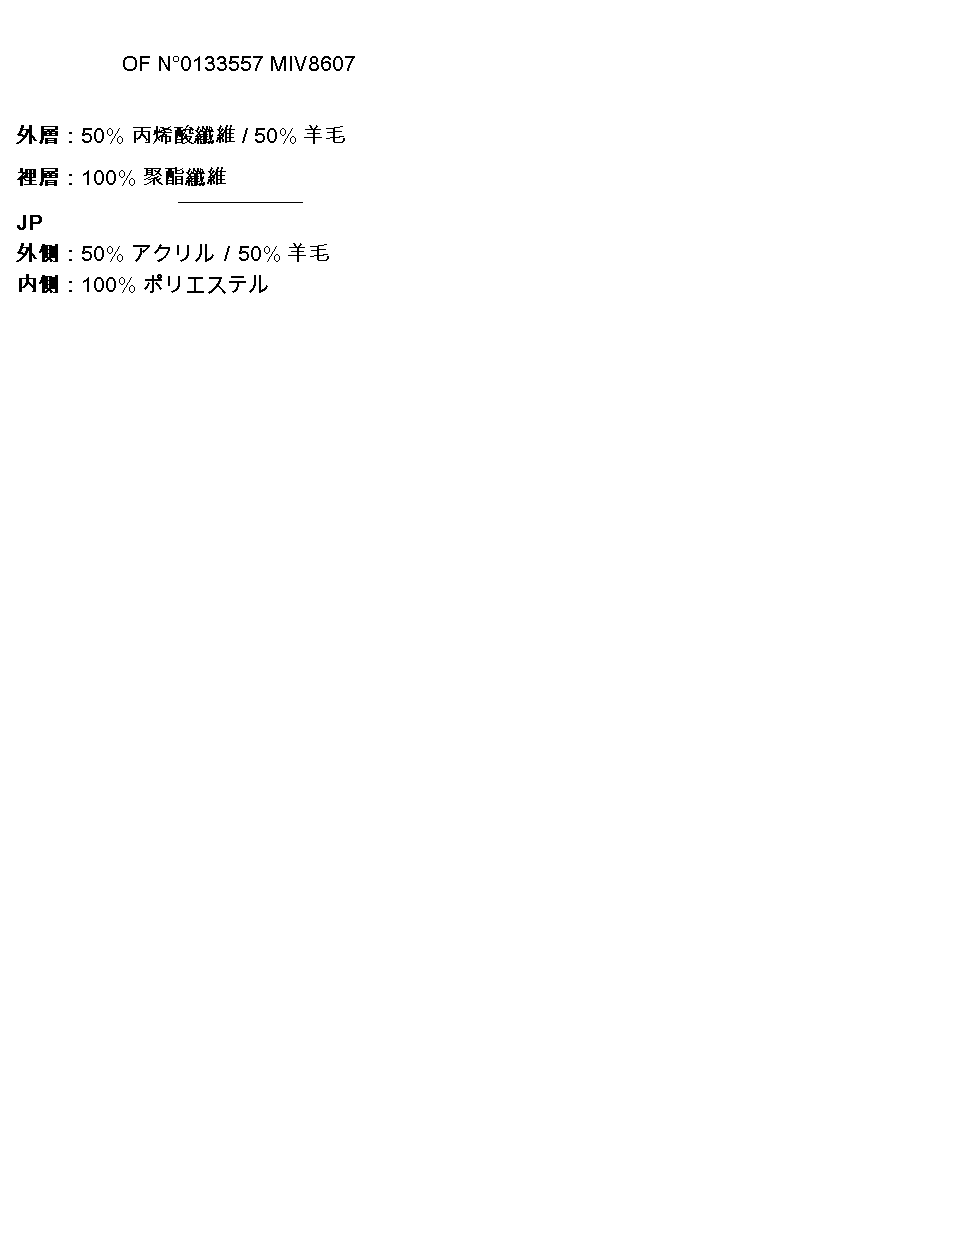 OF N°0133557 MIV8607
外層 : 50% 丙烯酸纖維 / 50% 羊毛
裡層 : 100% 聚酯纖維
JP
外側 : 50% アクリル / 50% 羊毛
内側 : 100% ポリエステル